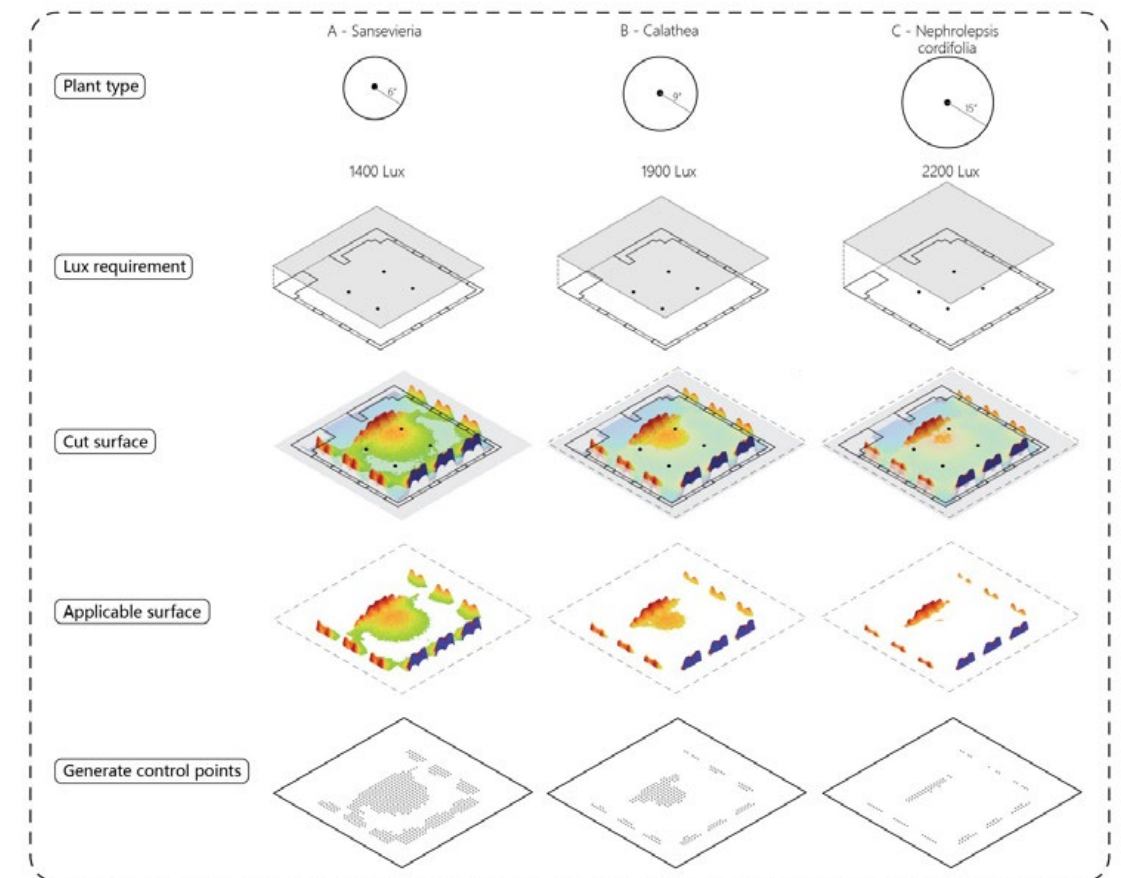 A - Sansevieria
B - Calathea
C - Nephrolepsis
cordifolia
Plant type
6"
9"
15"
1400 Lux
1900 Lux
2200 Lux
Lux requirement
Cut surface
Applicable surface
Generate control points